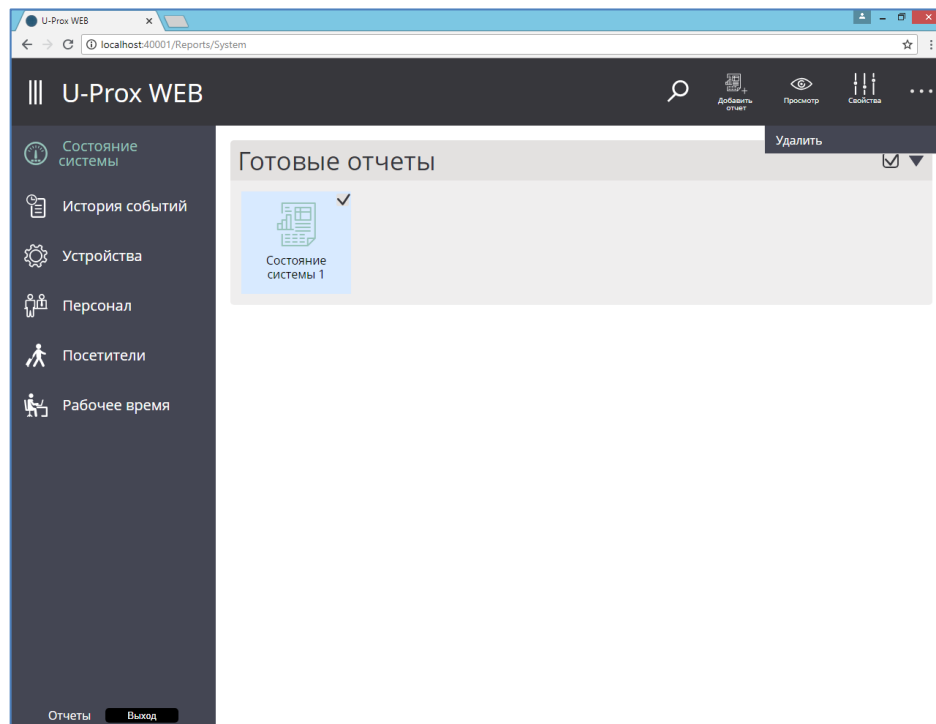 U-Prox WEB
localhost:40001/Reports/System
U-Prox WEB
Добавить
отчет
Просмотр
Свойства
Удалить
Состояние
системы
История событий
Устройства
Персонал
Посетители
Рабочее время
Готовые отчеты
Состояние
системы 1
Отчеты
Выход